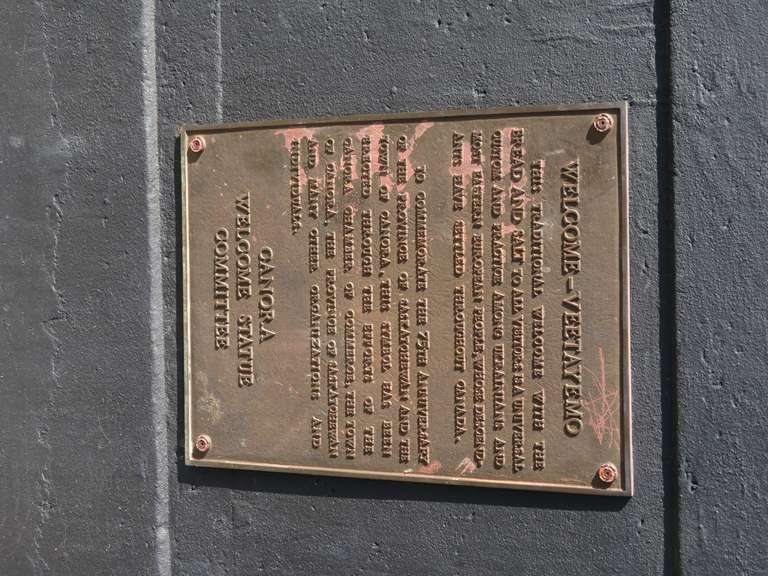 WELCOME-VEETAYEMO
THIS TRADITIONAL WELCOME WITH THE
BREAD AND SALT TO ALL VISITORS IS A UNIVERSAL
CUSTOM AND PRACTICE AMONG UKRAINIANS AND
MOST EASTERN EUROPEAN PEOPLES, WHOSE DESCEND-
ANTS HAVE SETTLED THROUGHOUT CANADA.
TO COMMEMORATE THE 75TH ANNIVERSARY
OF THE PROVINCE OF SASKATCHEWAN AND THE
TOWN OF CANORA, THIS SYMBOL HAS BEEN
ERECTED THROUGH THE EFFORTS OF THE
CANORA CHAMBER OF COMMERCE, THE TOWN
OF CANORA, THE PROVINCE OF SASKATCHEWAN
AND MANY OTHER ORGANIZATIONS AND
INDIVIDUALS.
CANORA
WELCOME STATUE
COMMITTEE